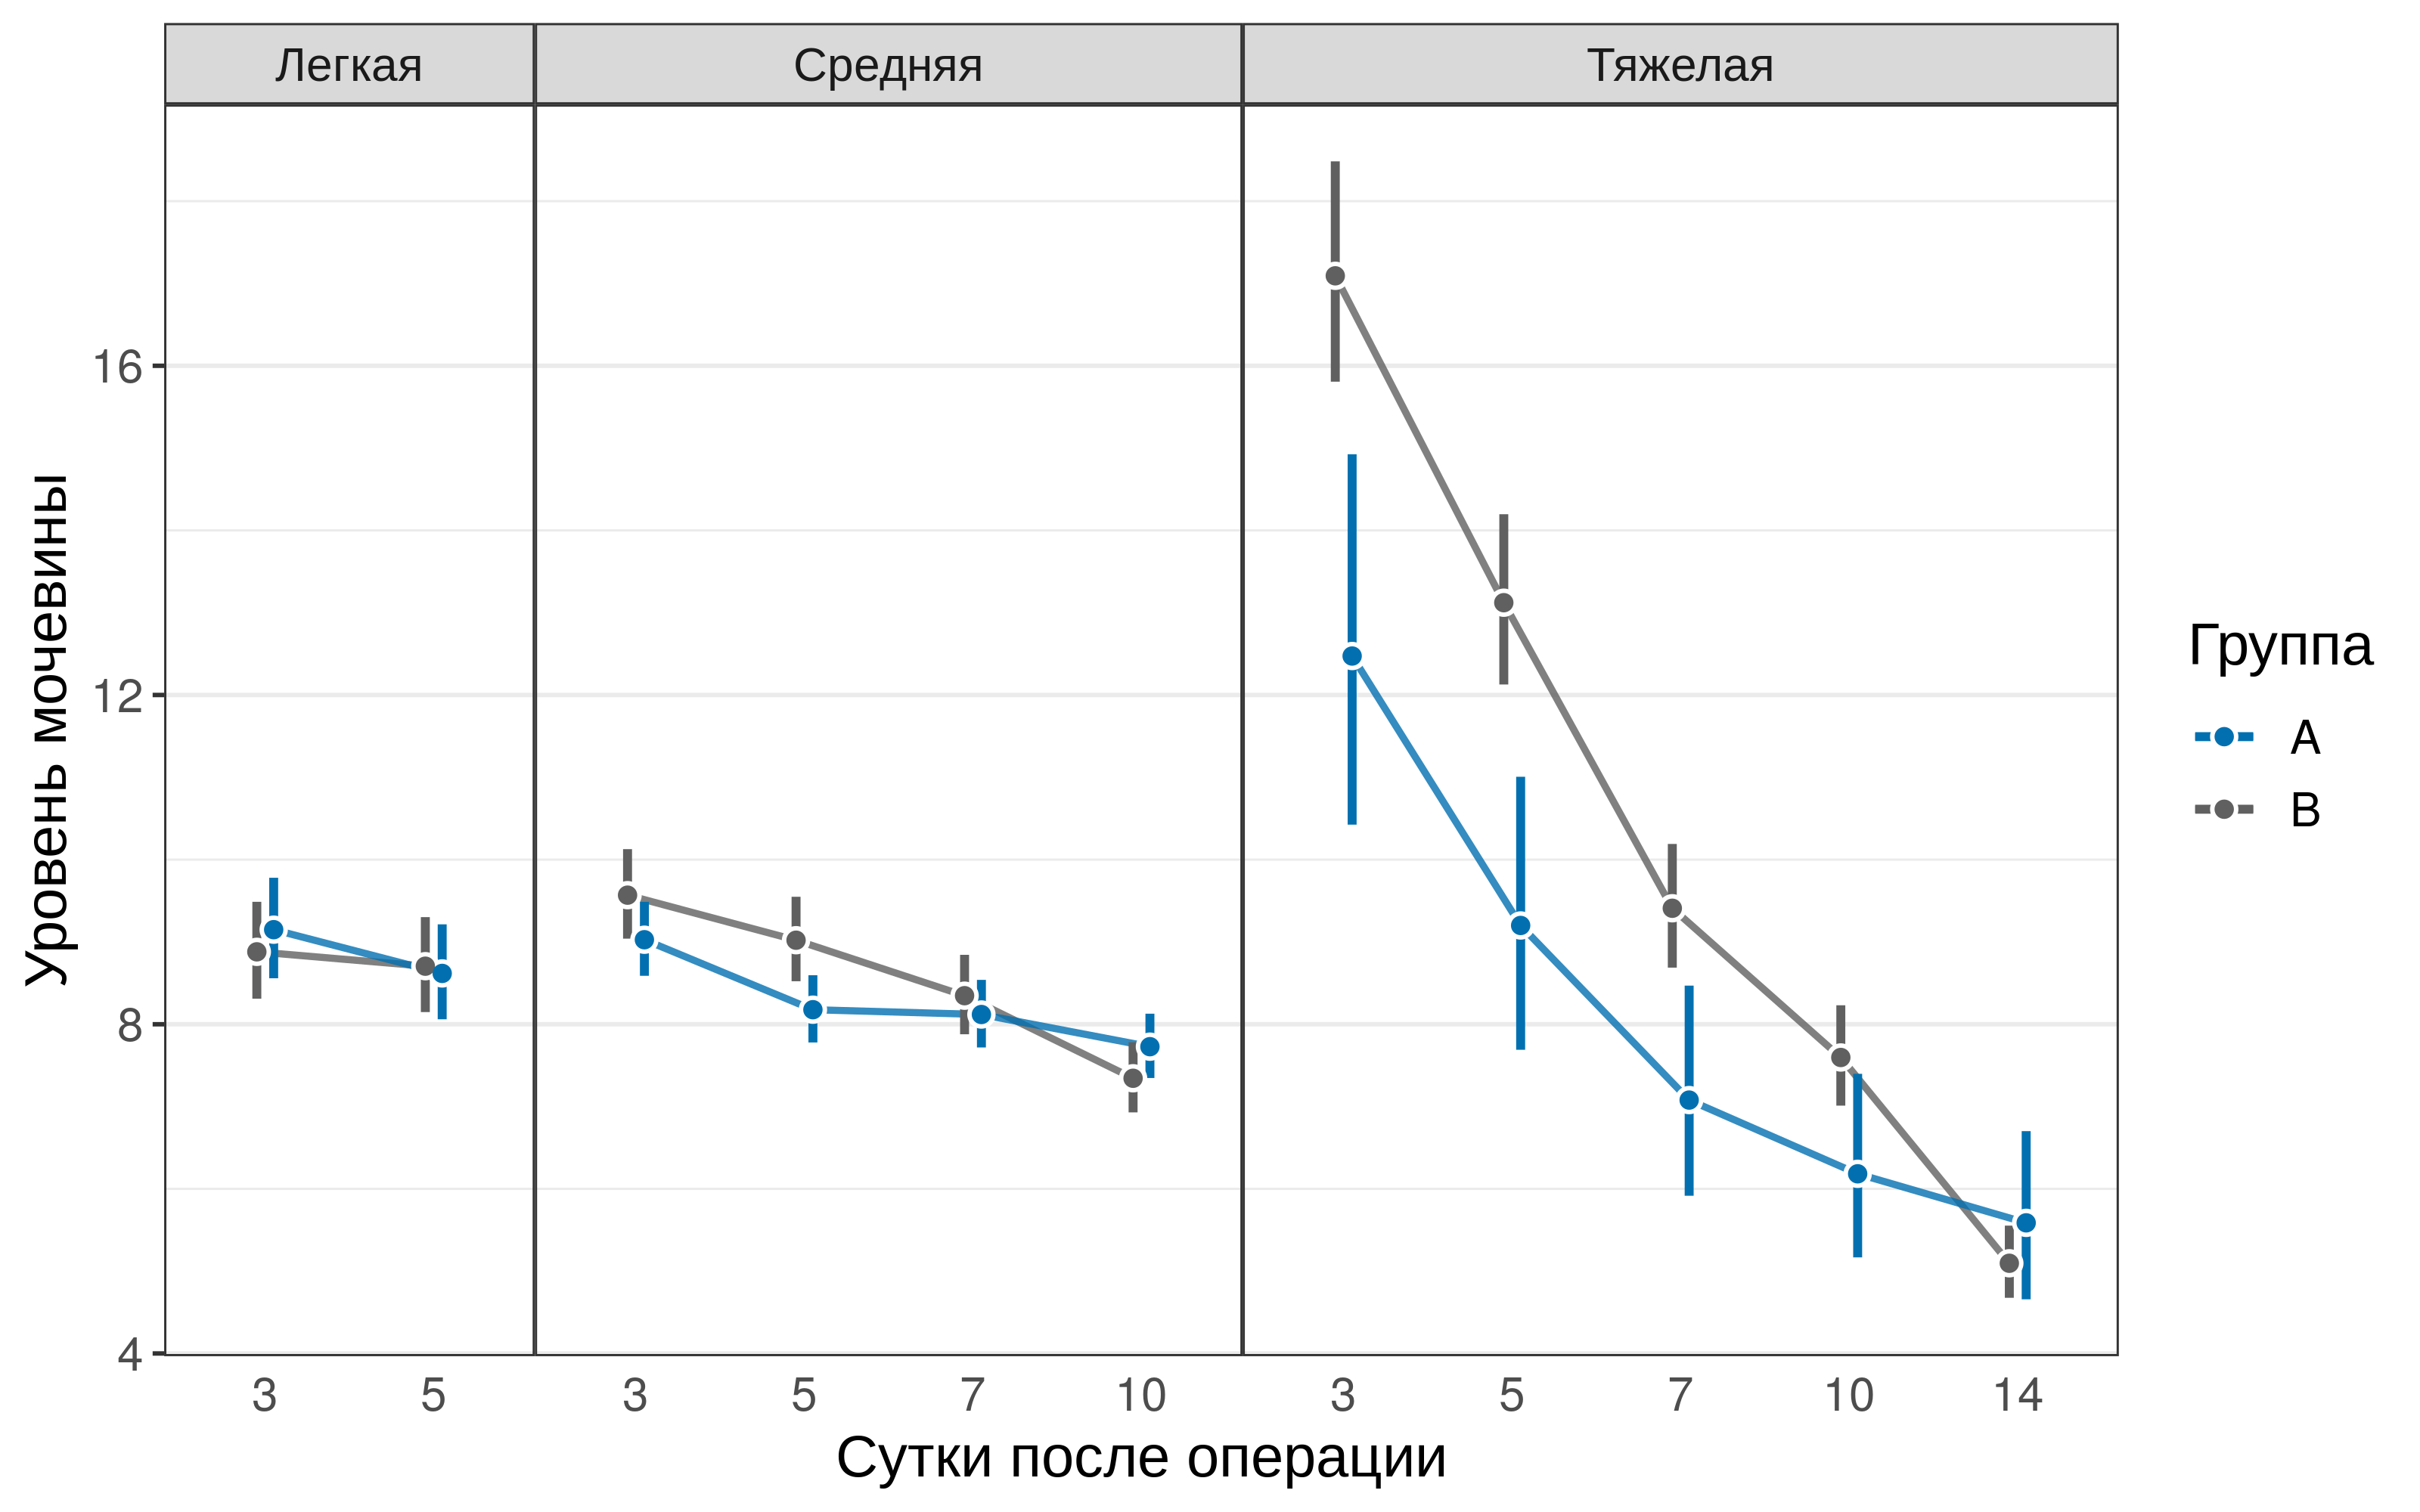 Легкая Средняя Тяжелая
Уровень мочевины
16
12
8
4
3 5 3 5 7 10 3 5 7 10 14
Сутки после операции
Группа
A
B